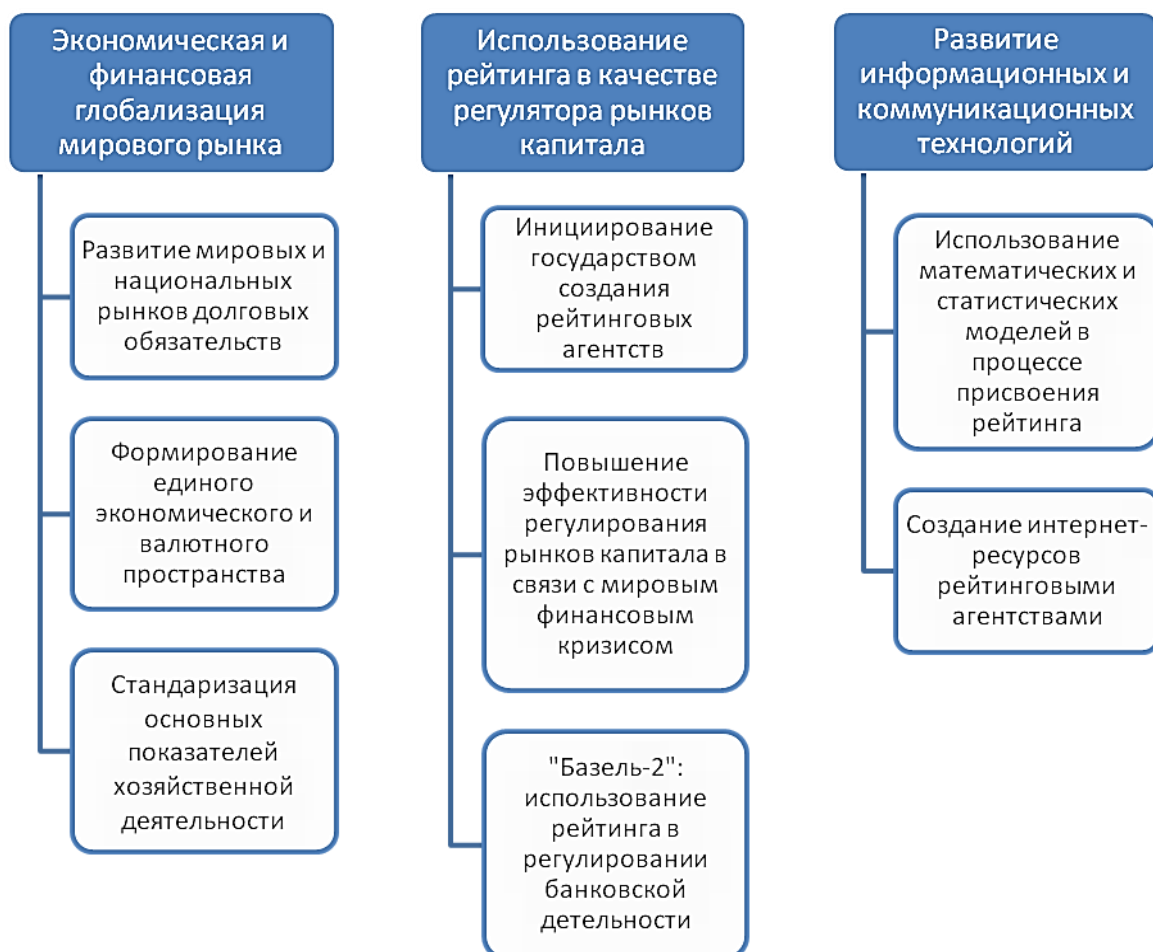 Экономическая и
финансовая
глобализация
мирового рынка
Развитие мировых и
национальных
рынков долговых
обязательств
Формирование
единого
экономического и
валютного
пространства
Стандаризация
основных
показателей
хозяйственной
деятельности
Использование
рейтинга в качестве
регулятора рынков
капитала
Инициирование
государством
создания
рейтинговых
агентств
Повышение
эффективности
регулирования
рынков капитала в
связи с мировым
финансовым
кризисом
"Базель-2":
использование
рейтинга в
регулировании
банковской
детельности
Развитие
информационных и
коммуникационных
технологий
Использование
математических и
статистических
моделей в
процессе
присвоения
рейтинга
Создание интернет-
ресурсов
рейтинговыми
агентствами